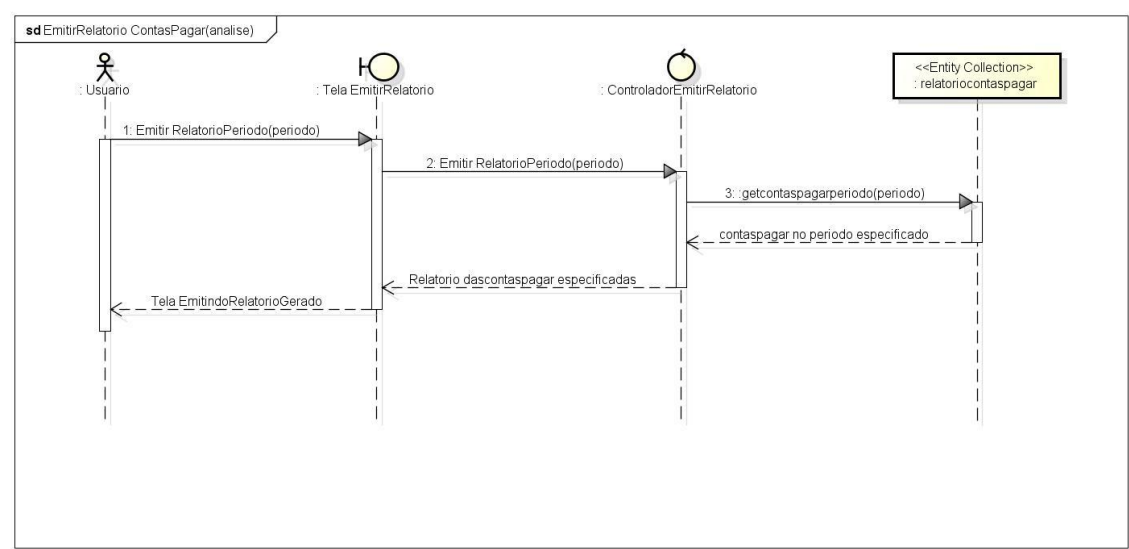 sd EmitirRelatorio ContasPagar(analise)
: Usuario
: Tela EmitirRelatorio
: ControladorEmitirRelatorio
<<Entity Collection>>
: relatoriocontaspagar
1: Emitir RelatorioPeriodo(periodo)
2: Emitir RelatorioPeriodo(periodo)
3: :getcontaspagarperiodo(periodo)
contaspagar no periodo especificado
Relatorio dascontaspagar especificadas
Tela EmitindoRelatorioGerado